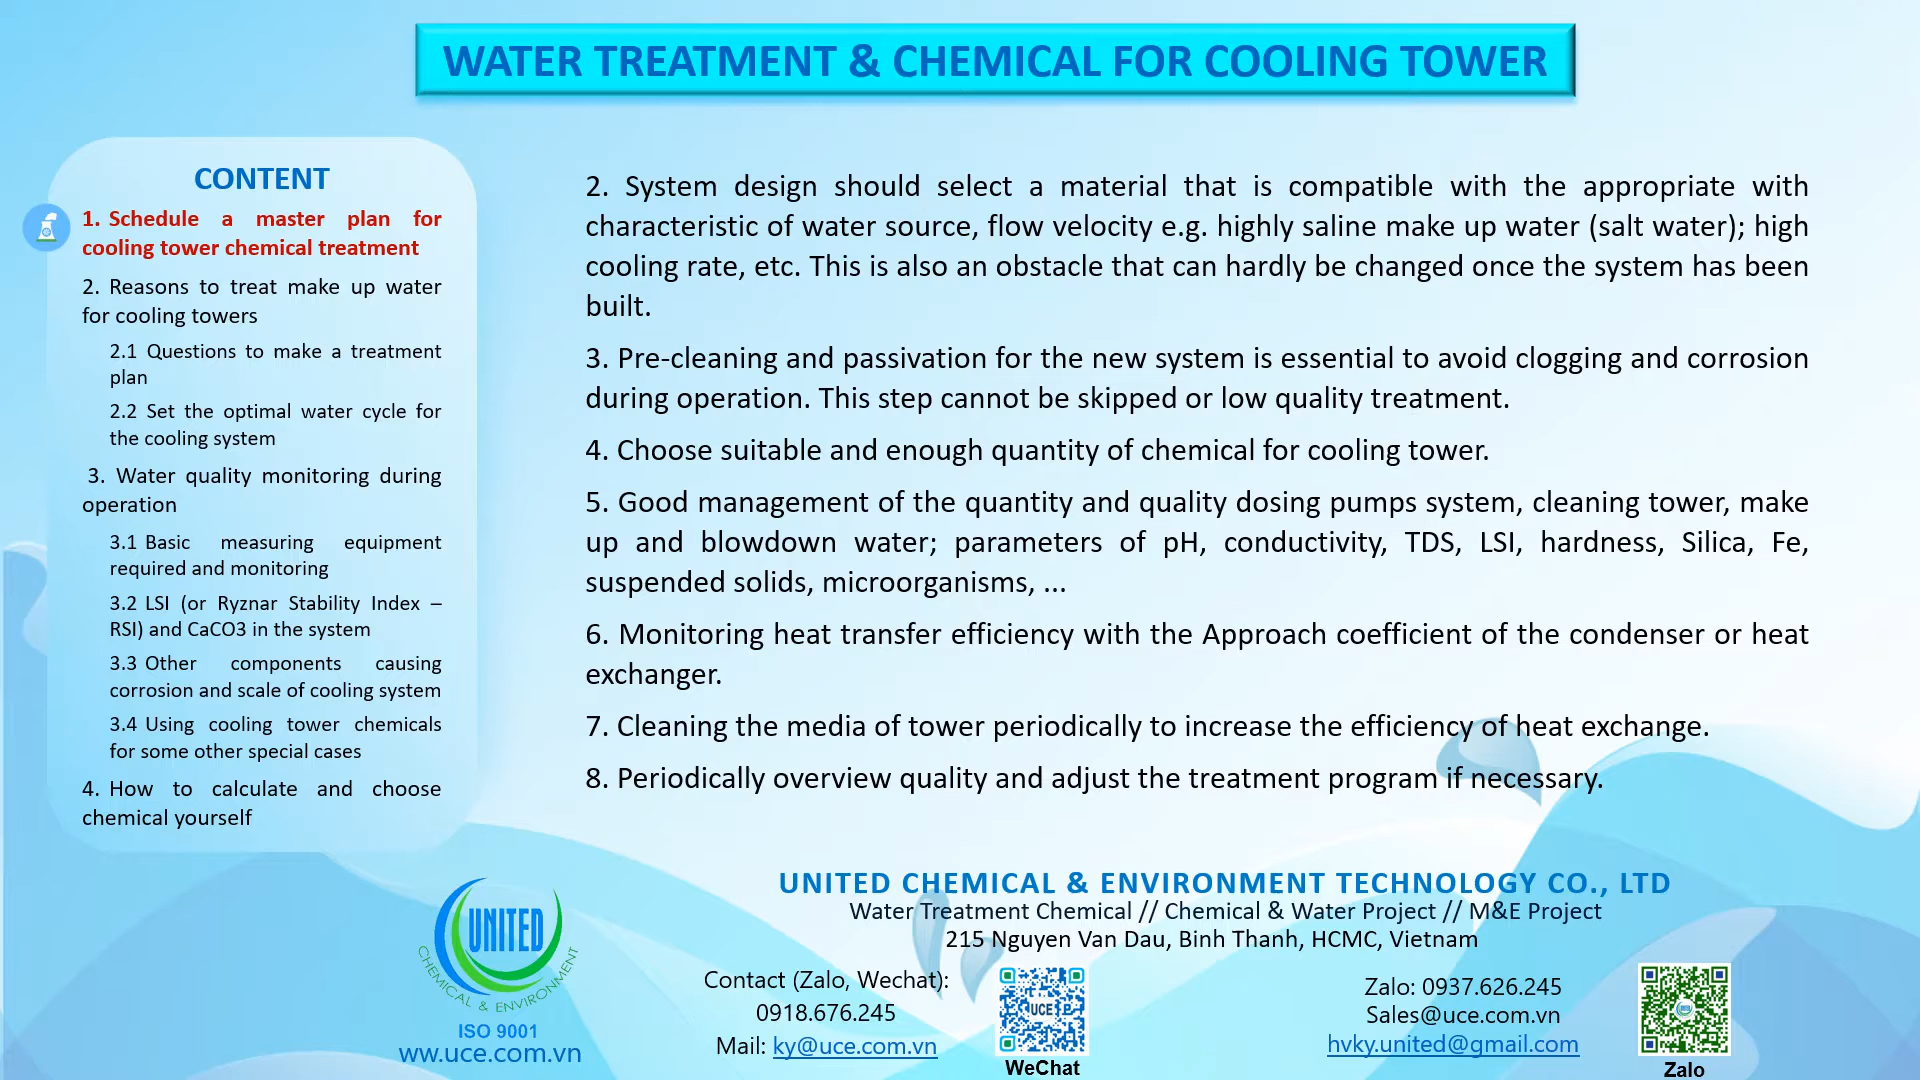 WATER TREATMENT & CHEMICAL FOR COOLING TOWER
CONTENT
1. Schedule a master plan for
cooling tower chemical treatment
2. Reasons to treat make up water
for cooling towers
2.1 Questions to make a treatment
plan
2.2 Set the optimal water cycle for
the cooling system
3. Water quality monitoring during
operation
3.1 Basic measuring equipment
required and monitoring
3.2 LSI (or Ryznar Stability Index –
RSI) and CaCO3 in the system
3.3 Other components causing
corrosion and scale of cooling system
3.4 Using cooling tower chemicals
for some other special cases
4. How to calculate and choose
chemical yourself
2. System design should select a material that is compatible with the appropriate with
characteristic of water source, flow velocity e.g. highly saline make up water (salt water); high
cooling rate, etc. This is also an obstacle that can hardly be changed once the system has been
built.
3. Pre-cleaning and passivation for the new system is essential to avoid clogging and corrosion
during operation. This step cannot be skipped or low quality treatment.
4. Choose suitable and enough quantity of chemical for cooling tower.
5. Good management of the quantity and quality dosing pumps system, cleaning tower, make
up and blowdown water; parameters of pH, conductivity, TDS, LSI, hardness, Silica, Fe,
suspended solids, microorganisms, ...
6. Monitoring heat transfer efficiency with the Approach coefficient of the condenser or heat
exchanger.
7. Cleaning the media of tower periodically to increase the efficiency of heat exchange.
8. Periodically overview quality and adjust the treatment program if necessary.
UNITED
CHEMICAL & ENVIRONMENT
ISO 9001
ww.uce.com.vn
UNITED CHEMICAL & ENVIRONMENT TECHNOLOGY CO., LTD
Water Treatment Chemical // Chemical & Water Project // M&E Project
215 Nguyen Van Dau, Binh Thanh, HCMC, Vietnam
Contact (Zalo, Wechat):
0918.676.245
Mail: ky@uce.com.vn
UCE
WeChat
Zalo: 0937.626.245
Sales@uce.com.vn
hvky.united@gmail.com
Zalo